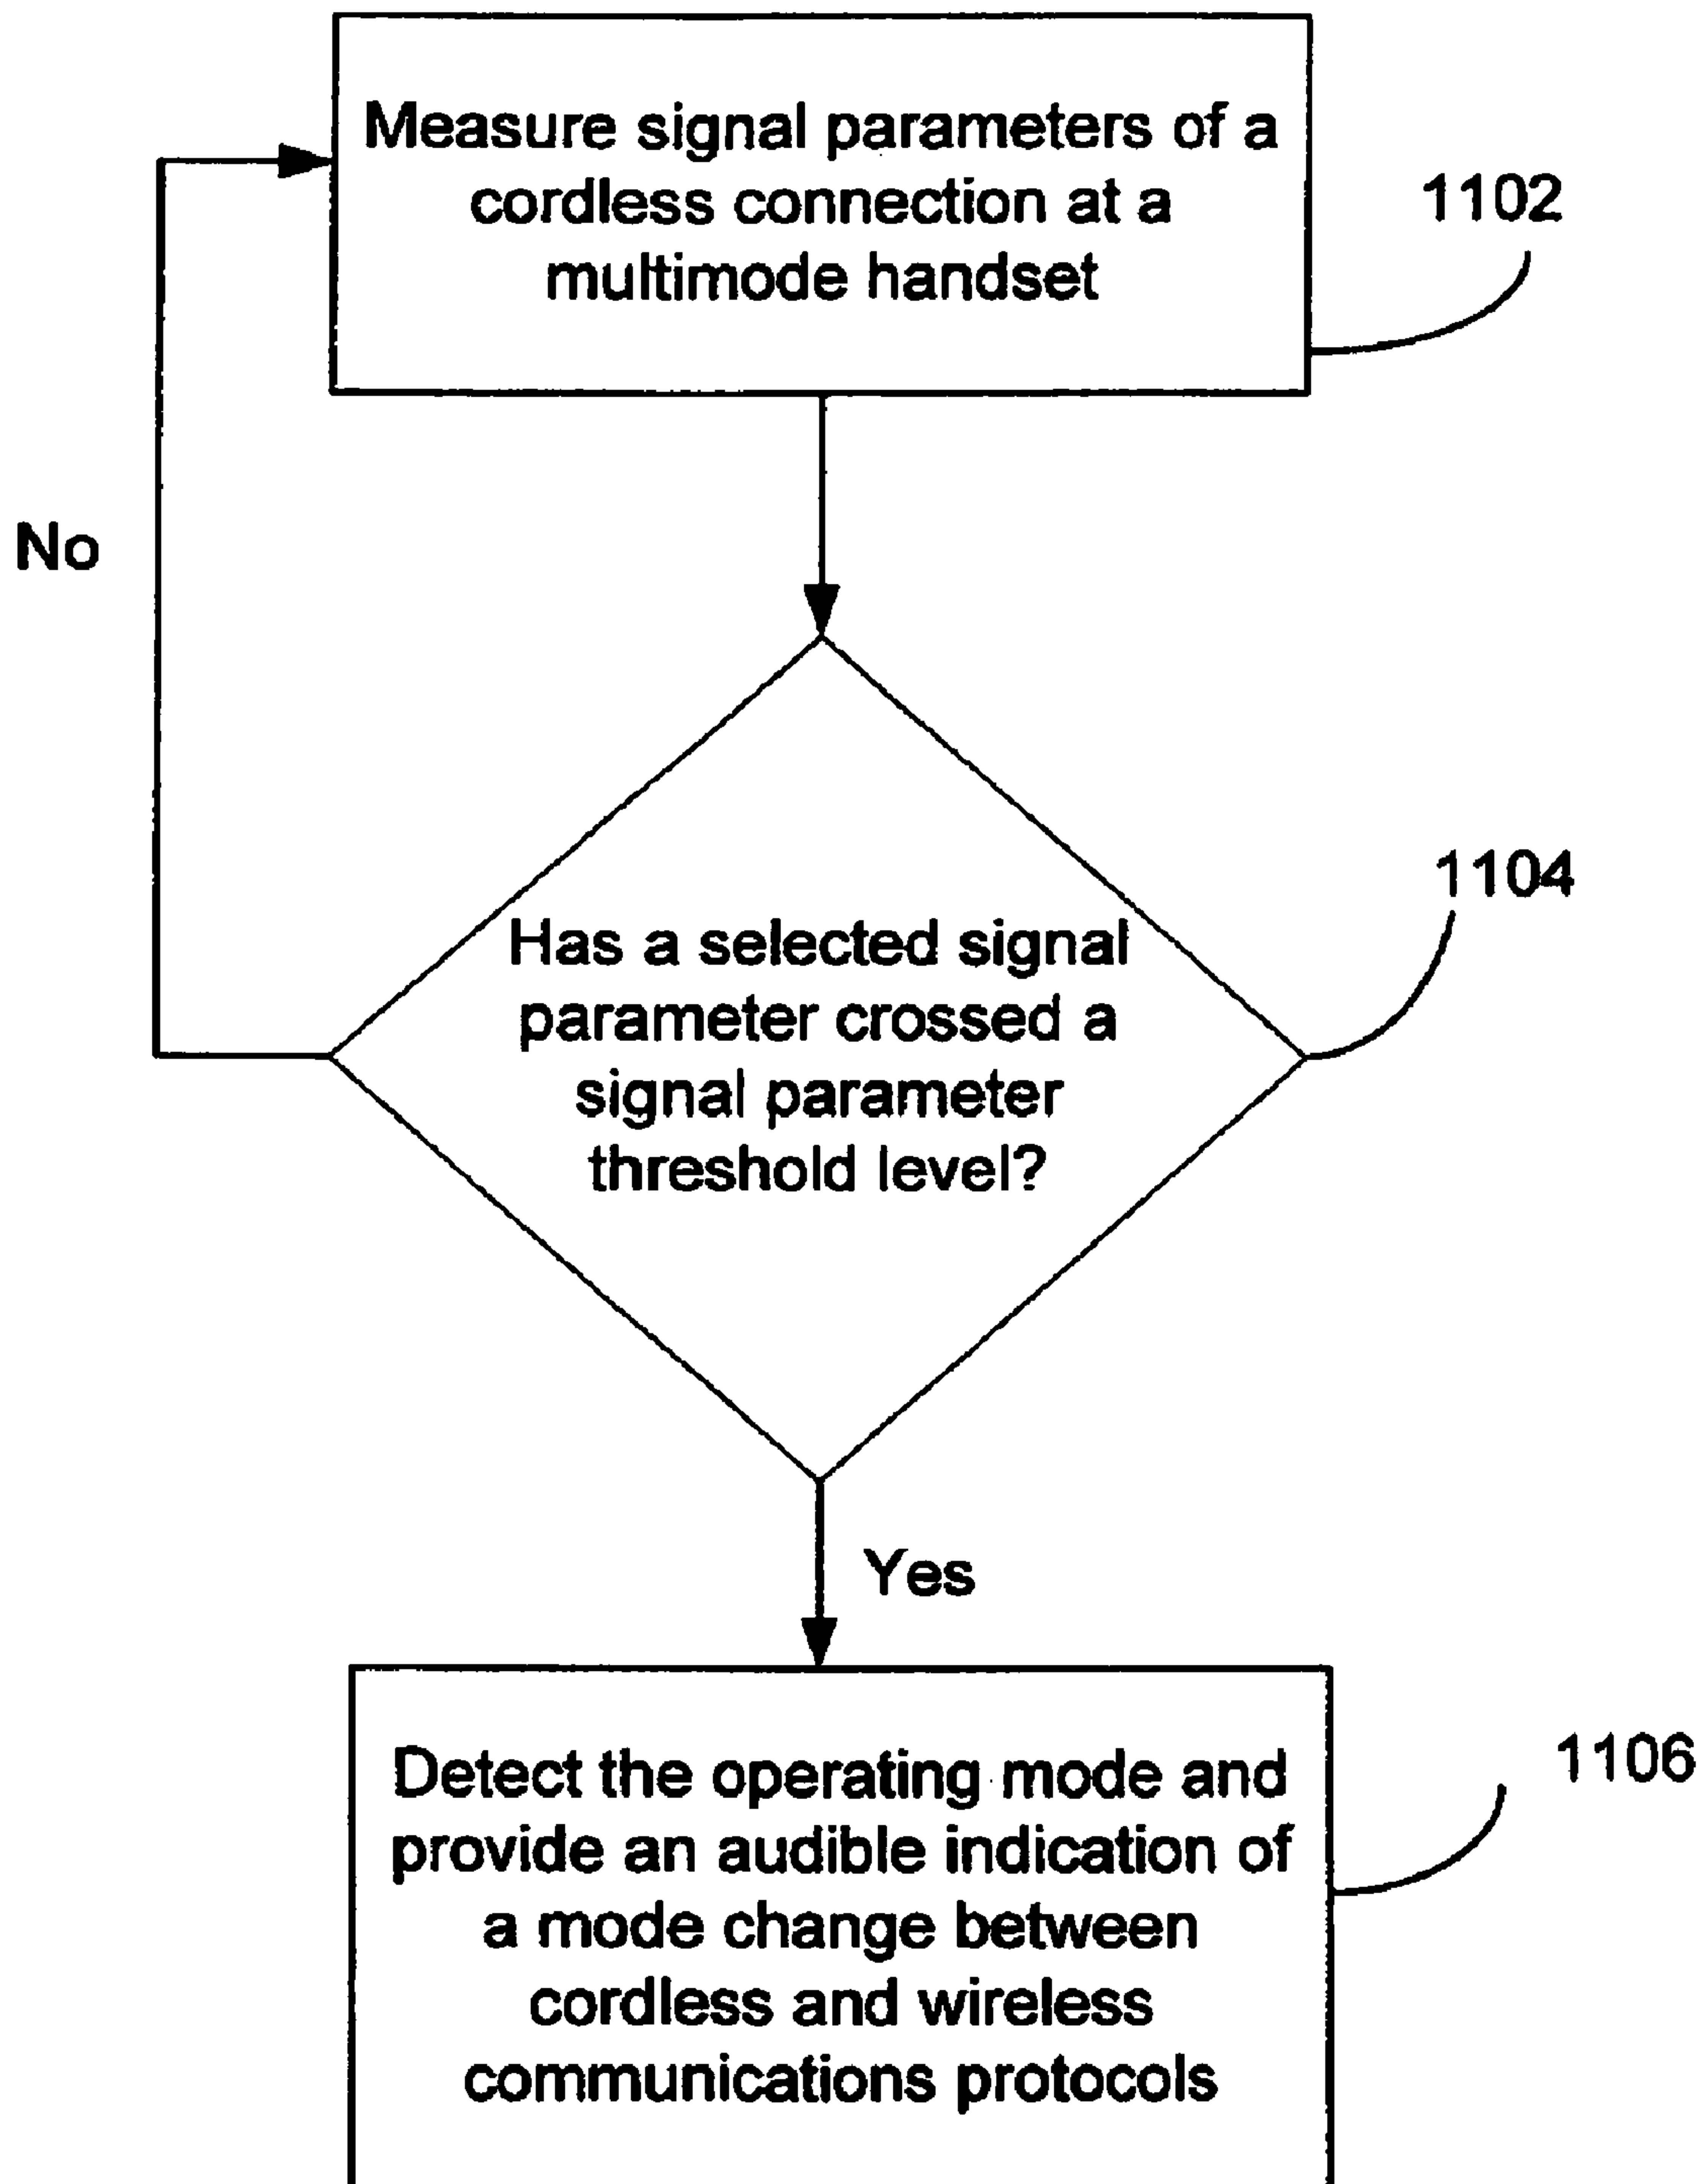 Measure signal parameters of a
cordless connection at a
multimode handset
1102
No
1104
Has a selected signal
parameter crossed a
signal parameter
threshold level?
Yes
Detect the operating mode and
provide an audible indication of
a mode change between
cordless and wireless
communications protocols
1106